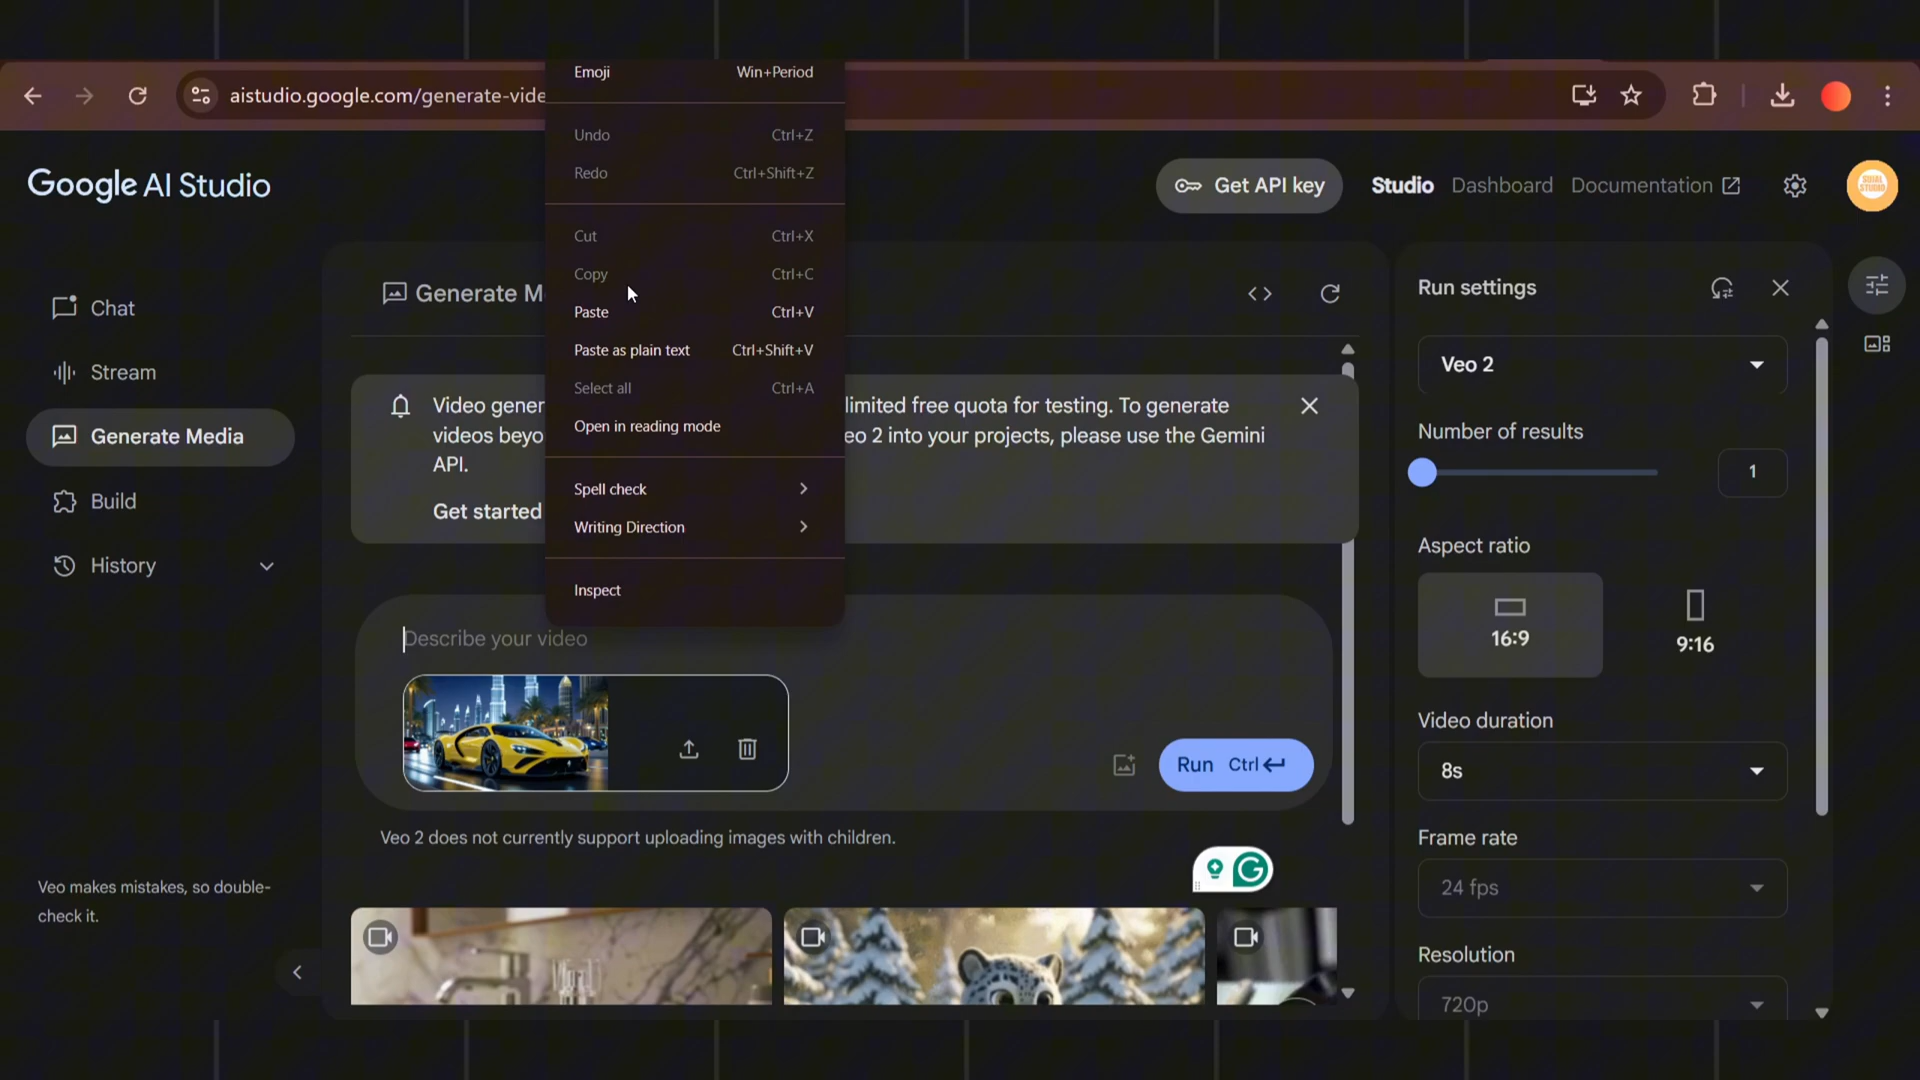 aistudio.google.com/generate-vide
Emoji Win+Period
Undo Ctrl+Z
Redo Ctrl+Shift+Z
Cut Ctrl+X
Copy Ctrl+C
Paste Ctrl+V
Paste as plain text Ctrl+Shift+V
Select all Ctrl+A
Open in reading mode
Spell check
Writing Direction
Inspect
Google AI Studio
Get API key
Studio
Dashboard
Documentation
SUIAL
STUDIO
Chat
Stream
Generate Media
Build
History
Veo makes mistakes, so double-
check it.
Generate M
Video gener limited free quota for testing. To generate
videos beyo eo 2 into your projects, please use the Gemini
API.
Get started
Describe your video
Run Ctrl
Veo 2 does not currently support uploading images with children.
Run settings
Veo 2
Number of results
1
Aspect ratio
16:9
9:16
Video duration
8s
Frame rate
24 fps
Resolution
720p